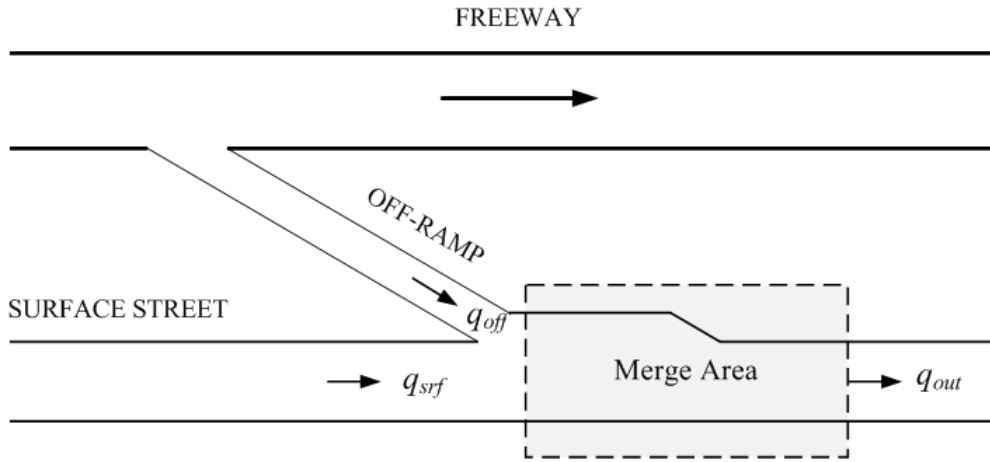 FREEWAY
OFF-RAMP
SURFACE STREET
q_off
q_srf
Merge Area
q_out